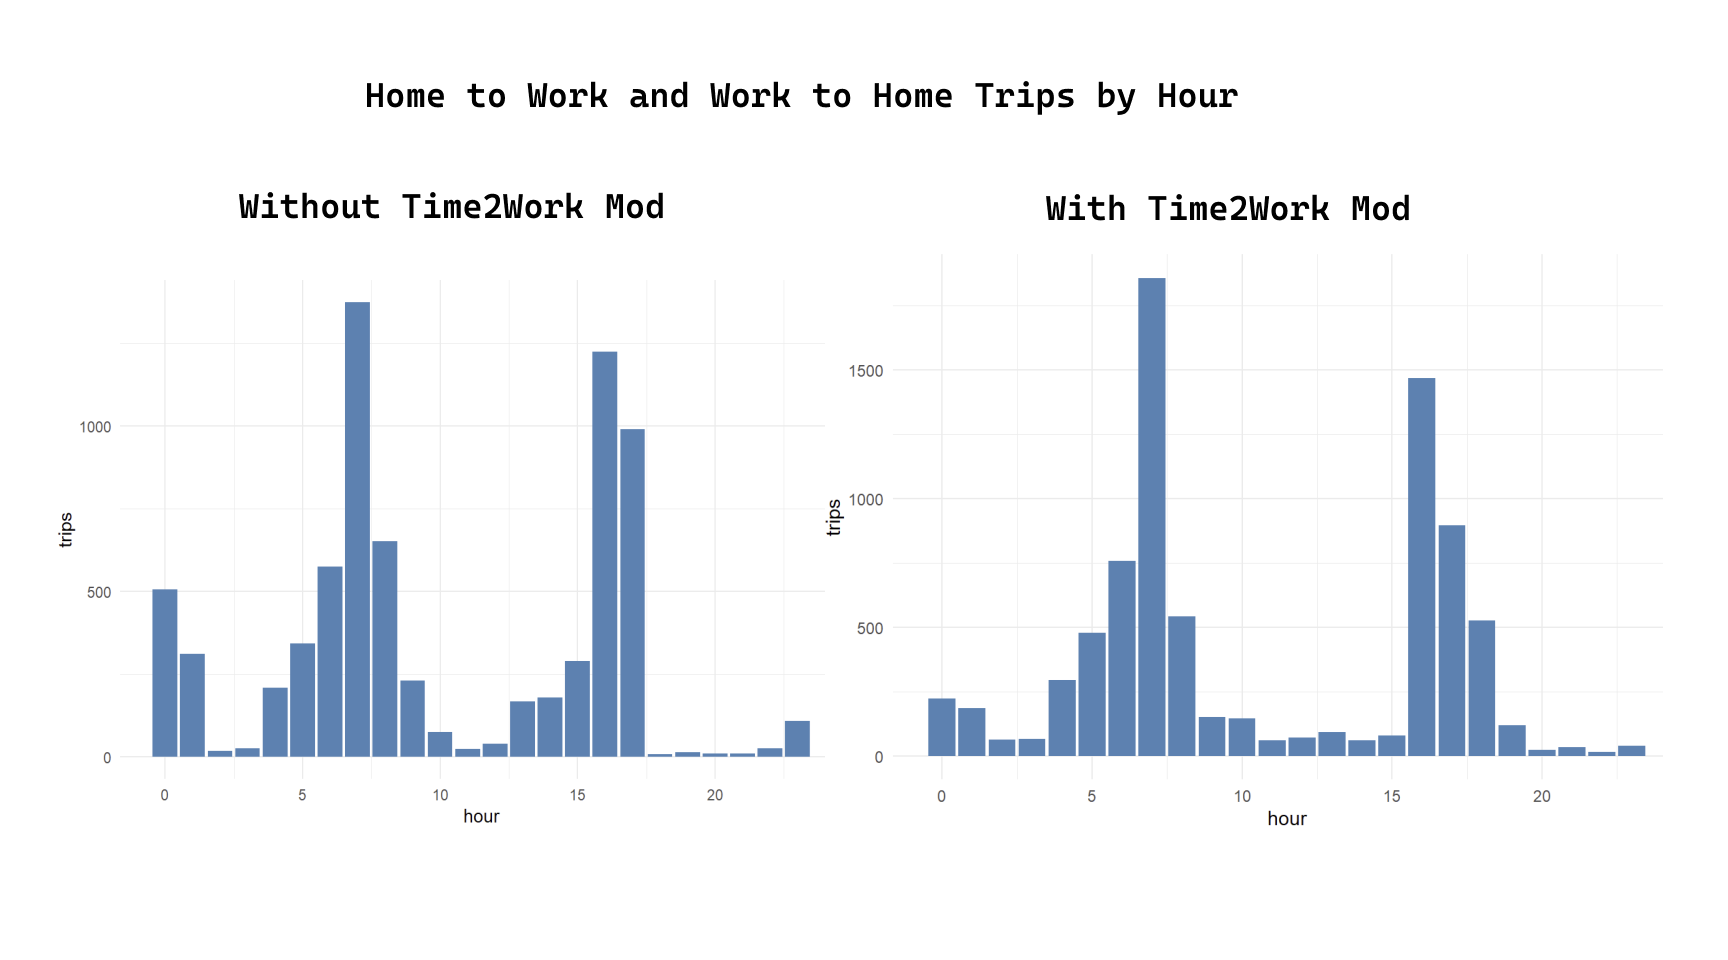 Home to Work and Work to Home Trips by Hour
Without Time2Work Mod
trips
1000
500
0
0 5 10 15 20
hour
With Time2Work Mod
trips
1500
1000
500
0
0 5 10 15 20
hour